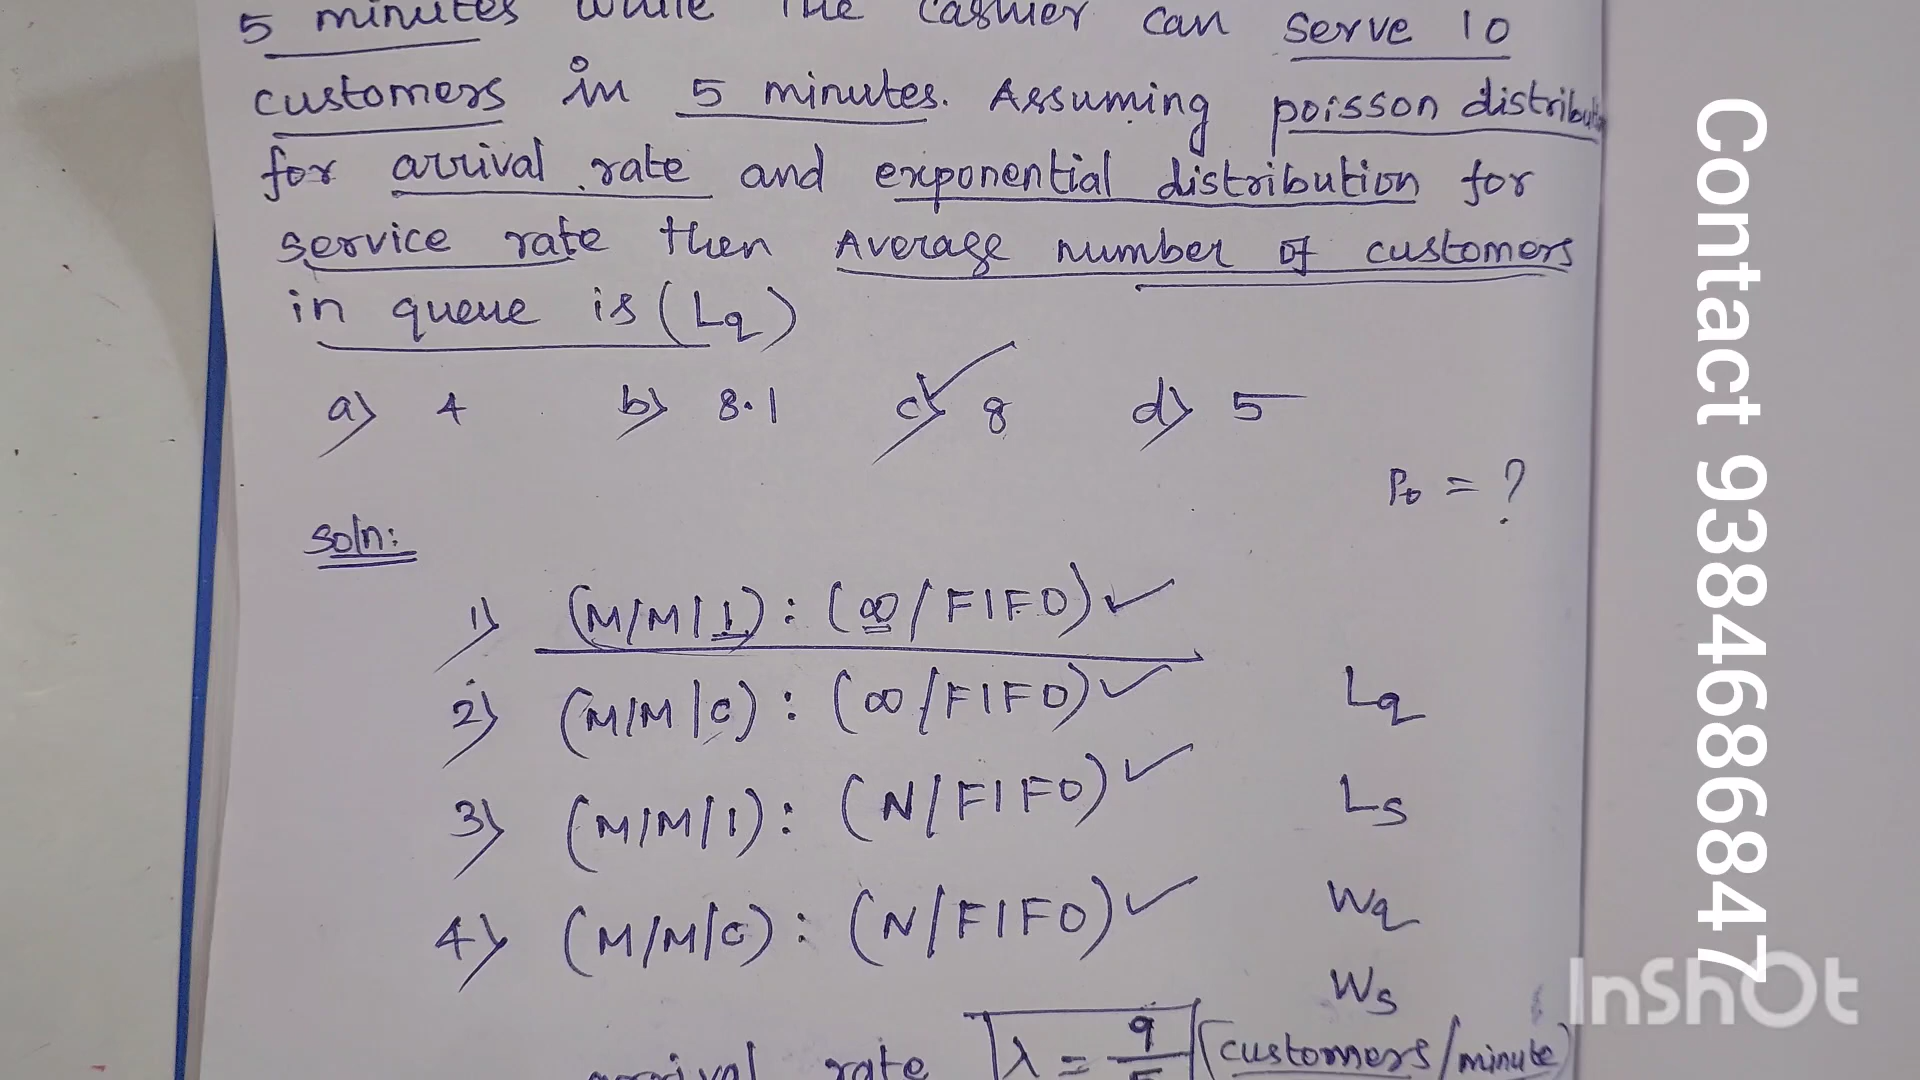 5 minutes while the cashier can serve 10
customers in 5 minutes. Assuming poisson distribu
for arrival rate and exponential distribution for
service rate then Average number of customers
in queue is (Lq)
a) 4 b) 8.1 c) 8 d) 5
P0 = ?
Soln:
1) (M/M/1) : (∞/FIFO) ✓
2) (M/M/C) : (∞/FIFO) ✓
Lq
3) (M/M/1) : (N/FIFO) ✓
Ls
4) (M/M/C) : (N/FIFO) ✓
Wq
Ws
arrival rate λ = 9/5 (customers/minute)
Contact 9384686847
InShOt